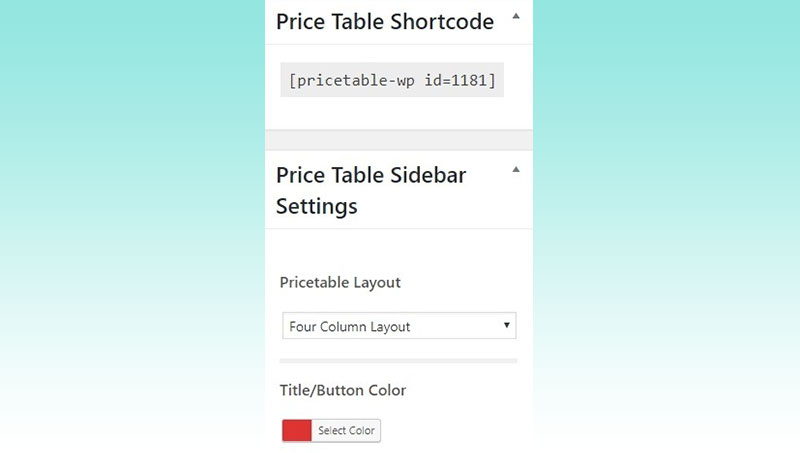 Price Table Shortcode
[pricetable-wp id=1181]
Price Table Sidebar
Settings
Pricetable Layout
Four Column Layout
Title/Button Color
Select Color